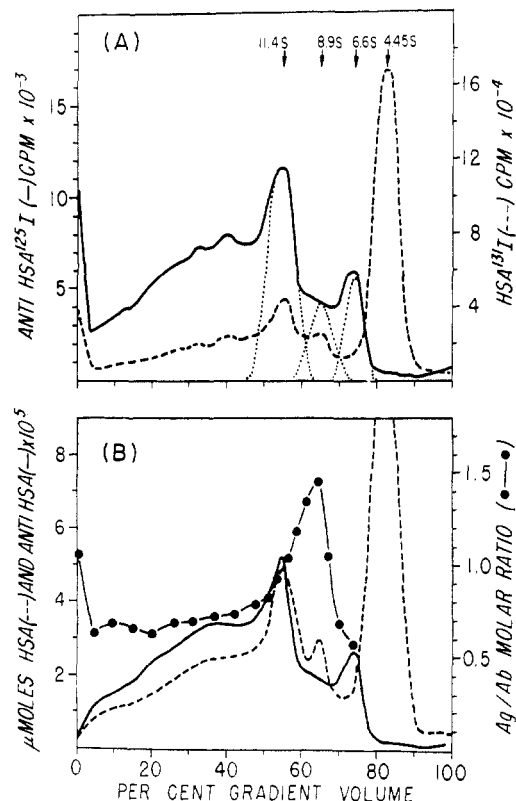 (A)
11.4S 8.9S 6.6S 4.45S
ANTI HSA¹²⁵I (—) CPM x 10⁻³
15
10
5
HSA¹³¹I (---) CPM x 10⁻⁴
16
12
8
4
(B)
μMOLES HSA(--) AND ANTI HSA(—)x10⁵
8
6
4
2
Ag/Ab MOLAR RATIO (●—●)
1.5
1.0
0.5
0 20 40 60 80 100
PER CENT GRADIENT VOLUME